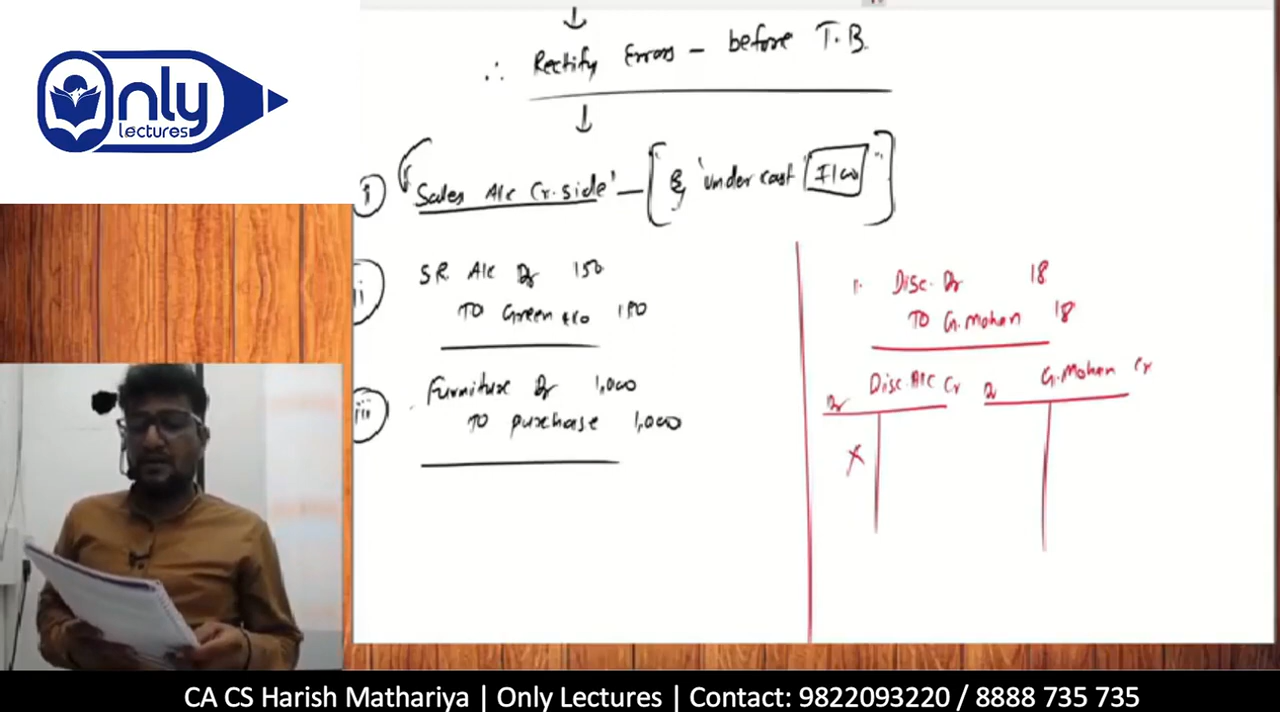 Only
lectures
∴ Rectify Errors - before T.B.
i) 'Sales A/c Cr. side' - [" By 'undercast ₹100 "]
ii) S.R. A/c Dr 150
TO Green &co 150
iii) Furniture Dr 1,000
TO purchase 1,000
1. Disc. Dr 18
TO G. Mohan 18
Dr Disc. A/c Cr
Dr G. Mohan Cr
X
CA CS Harish Mathariya | Only Lectures | Contact: 9822093220 / 8888 735 735